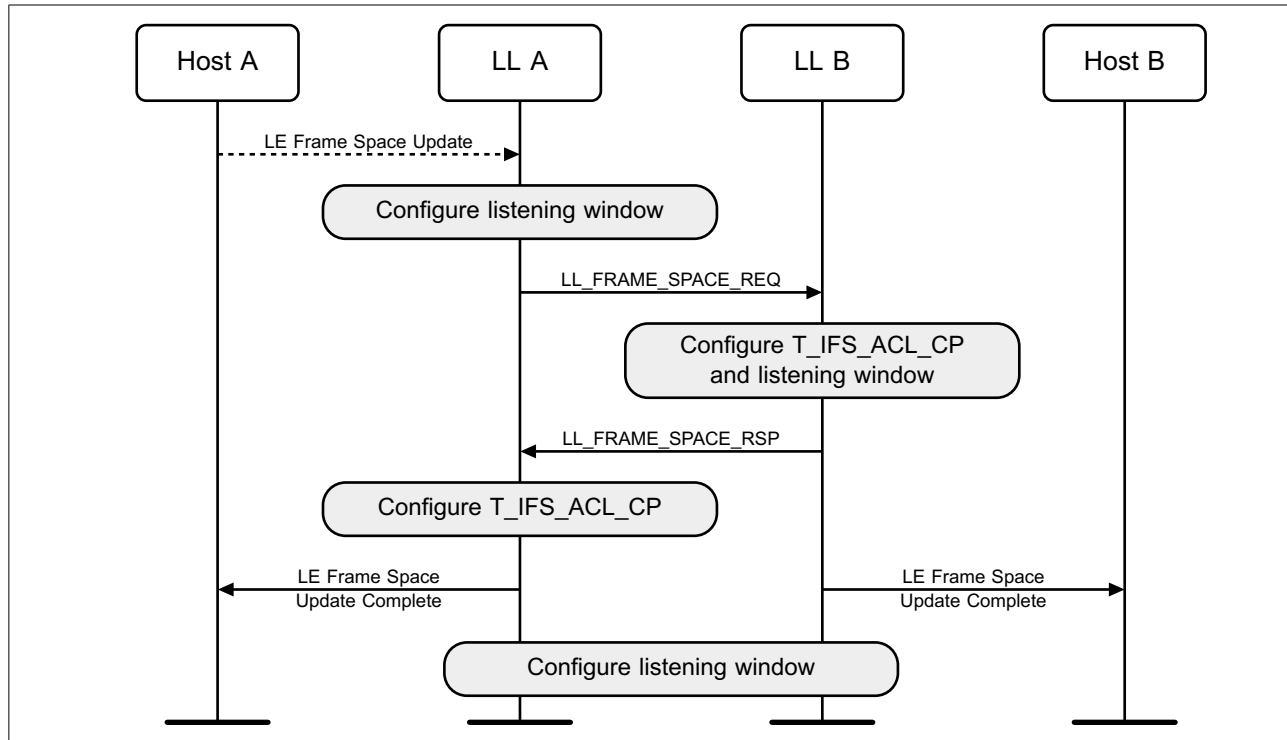 Host A
LL A
LL B
Host B
LE Frame Space Update
Configure listening window
LL_FRAME_SPACE_REQ
Configure T_IFS_ACL_CP
and listening window
LL_FRAME_SPACE_RSP
Configure T_IFS_ACL_CP
LE Frame Space
Update Complete
LE Frame Space
Update Complete
Configure listening window